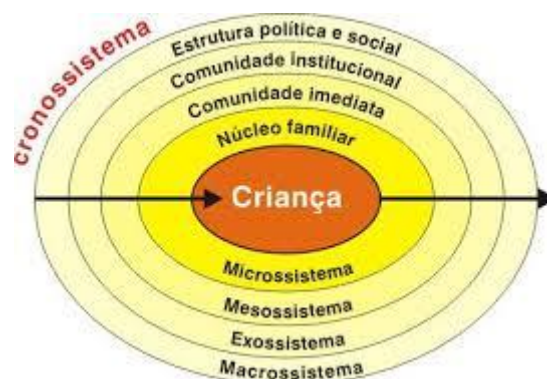 cronossistema
Estrutura política e social
Comunidade institucional
Comunidade imediata
Núcleo familiar
Criança
Microssistema
Mesossistema
Exossistema
Macrossistema